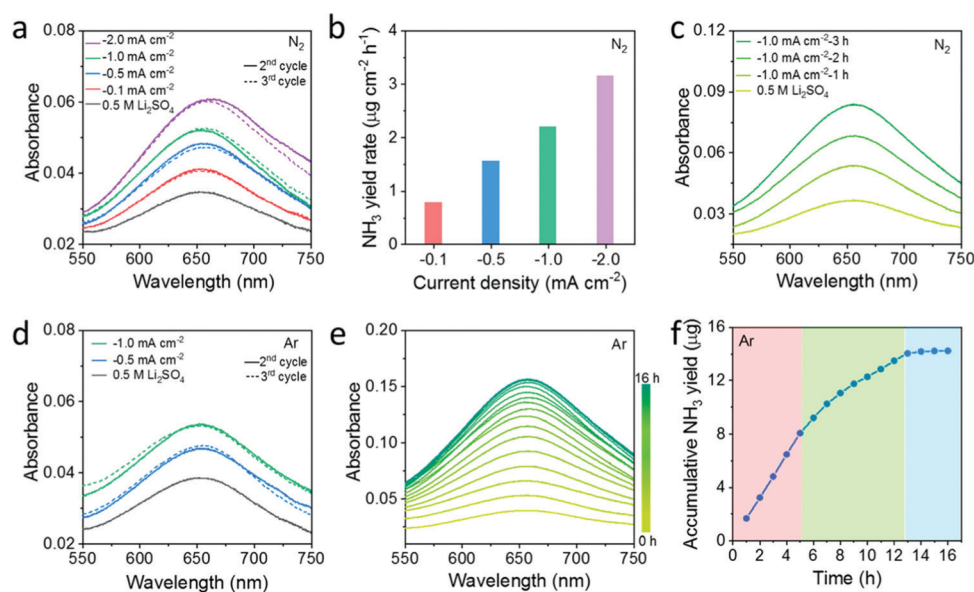 a
0.08
0.06
0.04
0.02
Absorbance
-2.0 mA cm⁻²
-1.0 mA cm⁻²
-0.5 mA cm⁻²
-0.1 mA cm⁻²
0.5 M Li₂SO₄
N₂
2ⁿᵈ cycle
3ʳᵈ cycle
550 600 650 700 750
Wavelength (nm)
b
4
3
2
1
0
NH₃ yield rate (μg cm⁻² h⁻¹)
N₂
-0.1 -0.5 -1.0 -2.0
Current density (mA cm⁻²)
c
0.12
0.09
0.06
0.03
Absorbance
-1.0 mA cm⁻²-3 h
-1.0 mA cm⁻²-2 h
-1.0 mA cm⁻²-1 h
0.5 M Li₂SO₄
N₂
550 600 650 700 750
Wavelength (nm)
d
0.08
0.06
0.04
0.02
Absorbance
-1.0 mA cm⁻²
-0.5 mA cm⁻²
0.5 M Li₂SO₄
Ar
2ⁿᵈ cycle
3ʳᵈ cycle
550 600 650 700 750
Wavelength (nm)
e
0.20
0.15
0.10
0.05
Absorbance
Ar
16 h
0 h
550 600 650 700 750
Wavelength (nm)
f
16
12
8
4
0
Accumulative NH₃ yield (μg)
Ar
0 2 4 6 8 10 12 14 16
Time (h)